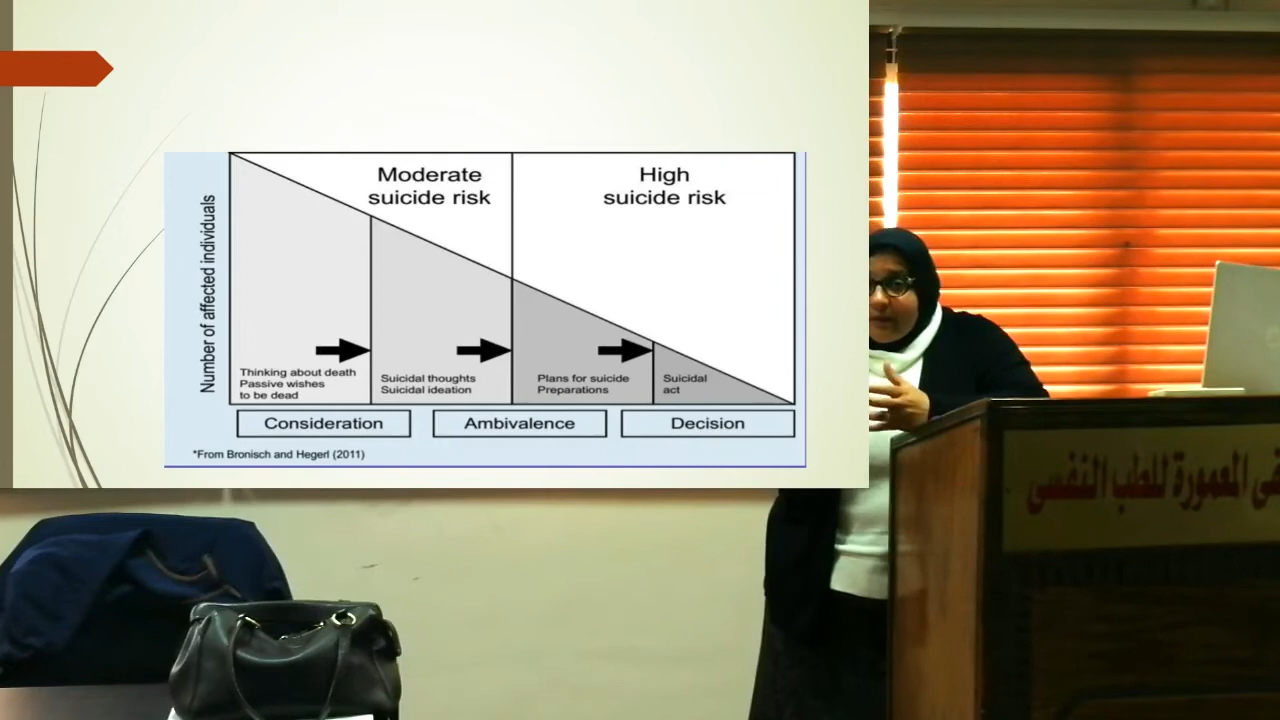 Moderate
suicide risk
High
suicide risk
Number of affected individuals
Thinking about death
Passive wishes
to be dead
Suicidal thoughts
Suicidal ideation
Plans for suicide
Preparations
Suicidal
act
Consideration
Ambivalence
Decision
*From Bronisch and Hegerl (2011)
المعمورة للطب النفسي